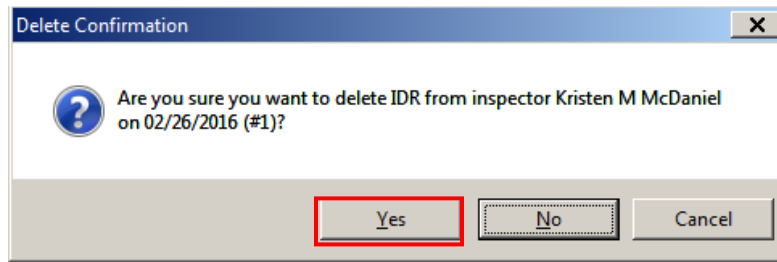 Delete Confirmation
Are you sure you want to delete IDR from inspector Kristen M McDaniel
on 02/26/2016 (#1)?
Yes No Cancel